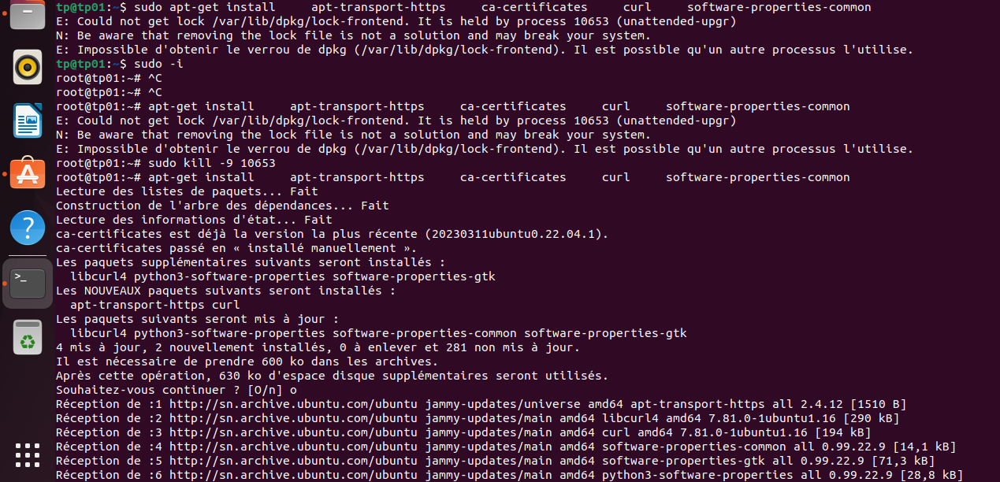 tp@tp01:~$ sudo apt-get install     apt-transport-https     ca-certificates     curl     software-properties-common
E: Could not get lock /var/lib/dpkg/lock-frontend. It is held by process 10653 (unattended-upgr)
N: Be aware that removing the lock file is not a solution and may break your system.
E: Impossible d'obtenir le verrou de dpkg (/var/lib/dpkg/lock-frontend). Il est possible qu'un autre processus l'utilise.
tp@tp01:~$ sudo -i
root@tp01:~# ^C
root@tp01:~# ^C
root@tp01:~# apt-get install     apt-transport-https     ca-certificates     curl     software-properties-common
E: Could not get lock /var/lib/dpkg/lock-frontend. It is held by process 10653 (unattended-upgr)
N: Be aware that removing the lock file is not a solution and may break your system.
E: Impossible d'obtenir le verrou de dpkg (/var/lib/dpkg/lock-frontend). Il est possible qu'un autre processus l'utilise.
root@tp01:~# sudo kill -9 10653
root@tp01:~# apt-get install     apt-transport-https     ca-certificates     curl     software-properties-common
Lecture des listes de paquets... Fait
Construction de l'arbre des dépendances... Fait
Lecture des informations d'état... Fait
ca-certificates est déjà la version la plus récente (20230311ubuntu0.22.04.1).
ca-certificates passé en « installé manuellement ».
Les paquets supplémentaires suivants seront installés :
  libcurl4 python3-software-properties software-properties-gtk
Les NOUVEAUX paquets suivants seront installés :
  apt-transport-https curl
Les paquets suivants seront mis à jour :
  libcurl4 python3-software-properties software-properties-common software-properties-gtk
4 mis à jour, 2 nouvellement installés, 0 à enlever et 281 non mis à jour.
Il est nécessaire de prendre 600 ko dans les archives.
Après cette opération, 630 ko d'espace disque supplémentaires seront utilisés.
Souhaitez-vous continuer ? [O/n] o
Réception de :1 http://sn.archive.ubuntu.com/ubuntu jammy-updates/universe amd64 apt-transport-https all 2.4.12 [1510 B]
Réception de :2 http://sn.archive.ubuntu.com/ubuntu jammy-updates/main amd64 libcurl4 amd64 7.81.0-1ubuntu1.16 [290 kB]
Réception de :3 http://sn.archive.ubuntu.com/ubuntu jammy-updates/main amd64 curl amd64 7.81.0-1ubuntu1.16 [194 kB]
Réception de :4 http://sn.archive.ubuntu.com/ubuntu jammy-updates/main amd64 software-properties-common all 0.99.22.9 [14,1 kB]
Réception de :5 http://sn.archive.ubuntu.com/ubuntu jammy-updates/main amd64 software-properties-gtk all 0.99.22.9 [71,3 kB]
Réception de :6 http://sn.archive.ubuntu.com/ubuntu jammy-updates/main amd64 python3-software-properties all 0.99.22.9 [28,8 kB]